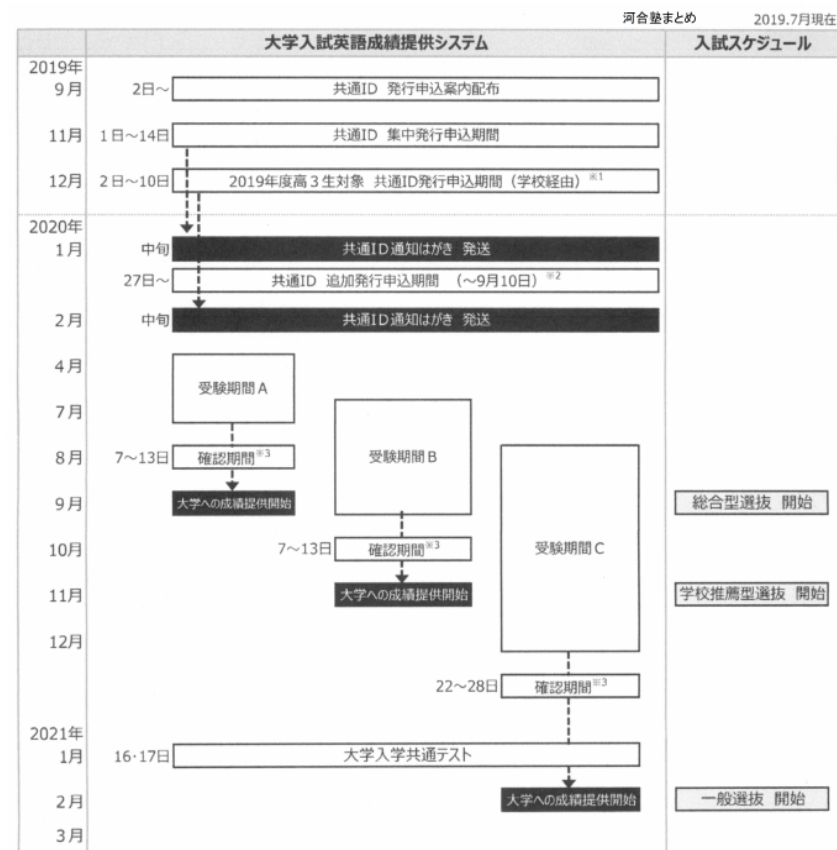 河合塾まとめ 2019.7月現在
大学入試英語成績提供システム 入試スケジュール
2019年
9月 2日～ 共通ID 発行申込案内配布
11月 1日～14日 共通ID 集中発行申込期間
12月 2日～10日 2019年度高3生対象 共通ID発行申込期間（学校経由）※1
2020年
1月 中旬 共通ID通知はがき 発送
27日～ 共通ID 追加発行申込期間 （～9月10日）※2
2月 中旬 共通ID通知はがき 発送
4月
受験期間A
7月
8月 7～13日 確認期間※3 受験期間B
9月 大学への成績提供開始 総合型選抜 開始
10月 7～13日 確認期間※3 受験期間C
11月 大学への成績提供開始 学校推薦型選抜 開始
12月
22～28日 確認期間※3
2021年
1月 16・17日 大学入学共通テスト
2月 大学への成績提供開始 一般選抜 開始
3月